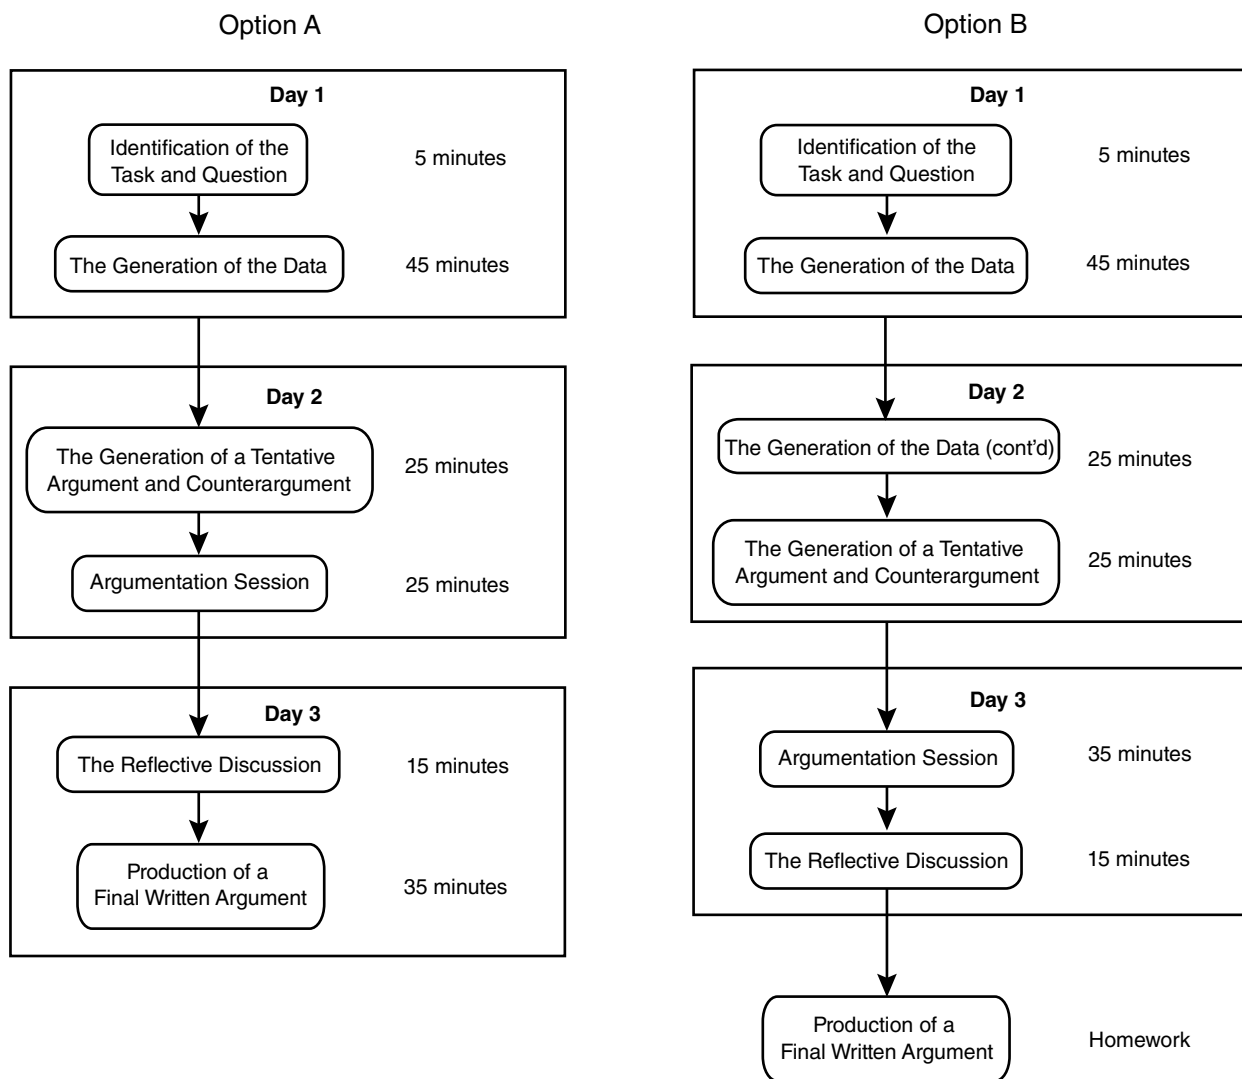 Option A
Day 1
Identification of the
Task and Question
5 minutes
The Generation of the Data
45 minutes
Day 2
The Generation of a Tentative
Argument and Counterargument
25 minutes
Argumentation Session
25 minutes
Day 3
The Reflective Discussion
15 minutes
Production of a
Final Written Argument
35 minutes
Option B
Day 1
Identification of the
Task and Question
5 minutes
The Generation of the Data
45 minutes
Day 2
The Generation of the Data (cont'd)
25 minutes
The Generation of a Tentative
Argument and Counterargument
25 minutes
Day 3
Argumentation Session
35 minutes
The Reflective Discussion
15 minutes
Production of a
Final Written Argument
Homework